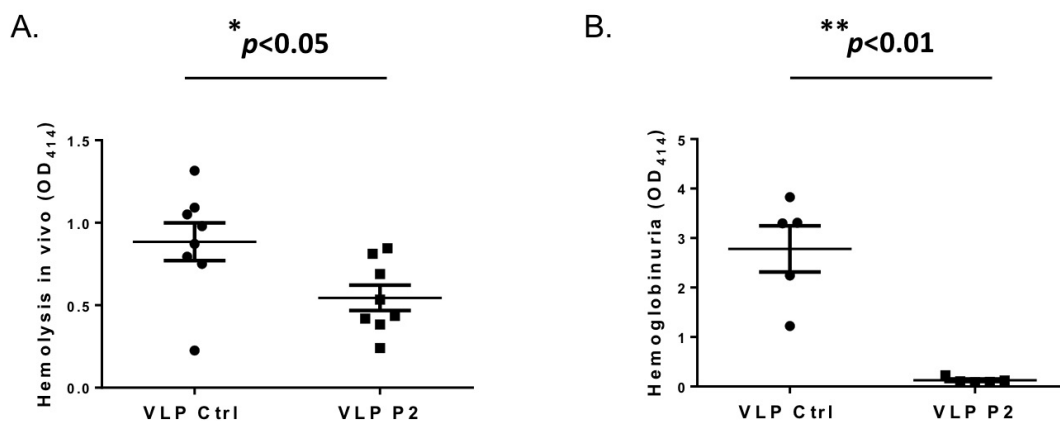 A.
*p<0.05
Hemolysis in vivo (OD414)
1.5
1.0
0.5
0.0
VLP Ctrl
VLP P2
B.
**p<0.01
Hemoglobinuria (OD414)
5
4
3
2
1
0
VLP Ctrl
VLP P2